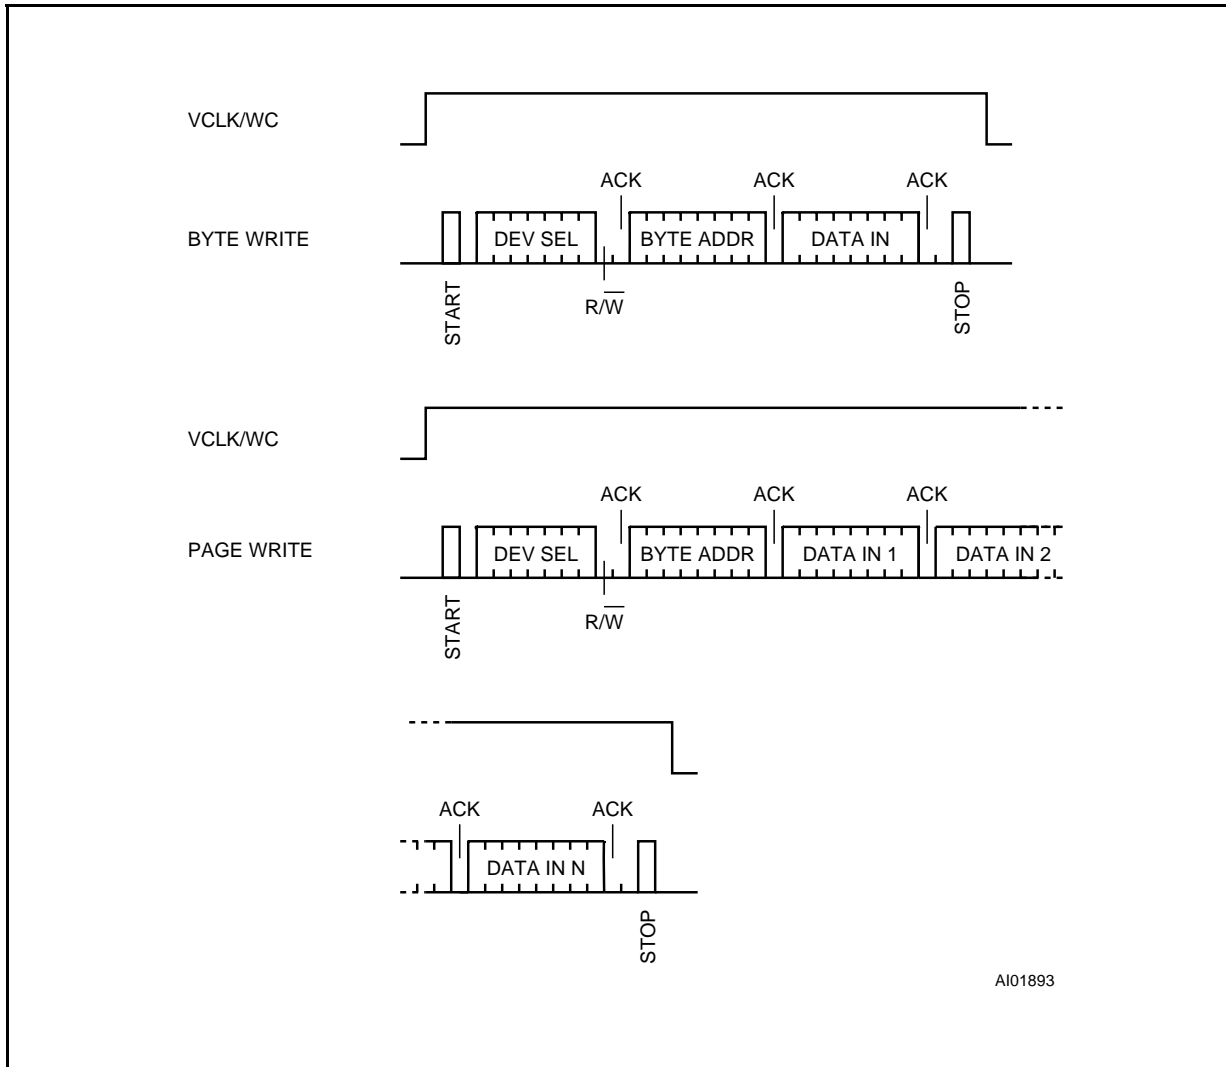 VCLK/WC
ACK ACK ACK
BYTE WRITE DEV SEL BYTE ADDR DATA IN
START R/W̅ STOP
VCLK/WC
ACK ACK ACK
PAGE WRITE DEV SEL BYTE ADDR DATA IN 1 DATA IN 2
START R/W̅
ACK ACK
DATA IN N
STOP
AI01893